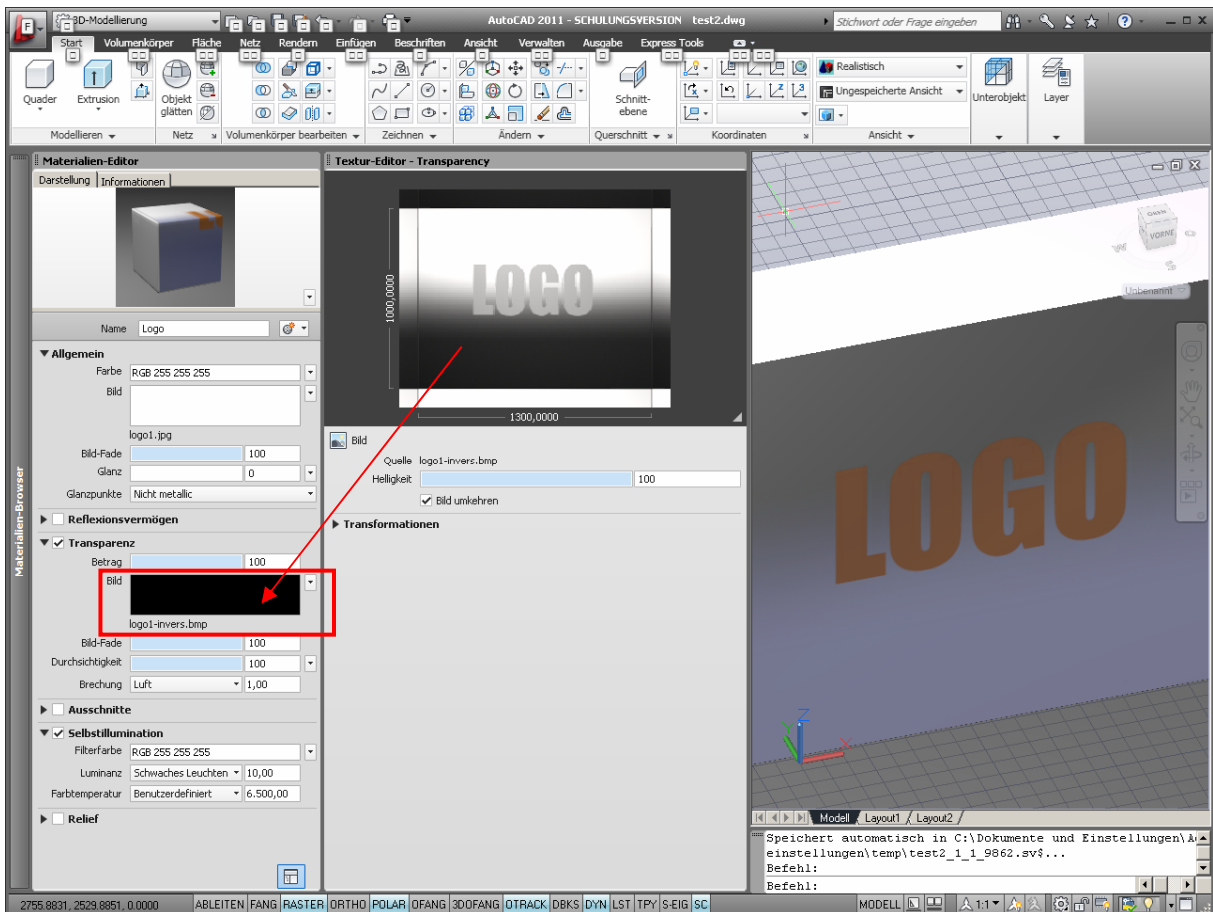 3D-Modellierung
AutoCAD 2011 - SCHULUNGSVERSION test2.dwg
Stichwort oder Frage eingeben
Start Volumenkörper Fläche Netz Rendern Einfügen Beschriften Ansicht Verwalten Ausgabe Express Tools
Quader Extrusion Objekt glätten Schnitt-ebene Realistisch Ungespeicherte Ansicht Unterobjekt Layer
Modellieren Netz Volumenkörper bearbeiten Zeichnen Ändern Querschnitt Koordinaten Ansicht
Materialien-Browser
Materialien-Editor
Darstellung Informationen
Name Logo
Allgemein
Farbe RGB 255 255 255
Bild
logo1.jpg
Bild-Fade 100
Glanz 0
Glanzpunkte Nicht metallic
Reflexionsvermögen
Transparenz
Betrag 100
Bild
logo1-invers.bmp
Bild-Fade 100
Durchsichtigkeit 100
Brechung Luft 1,00
Ausschnitte
Selbstillumination
Filterfarbe RGB 255 255 255
Luminanz Schwaches Leuchten 10,00
Farbtemperatur Benutzerdefiniert 6.500,00
Relief
Textur-Editor - Transparency
LOGO
1000,0000
1300,0000
Bild
Quelle logo1-invers.bmp
Helligkeit 100
Bild umkehren
Transformationen
OBEN
VORNE
Unbenannt
LOGO
Z
Y
X
Modell Layout1 Layout2
Speichert automatisch in C:\Dokumente und Einstellungen\A
einstellungen\temp\test2_1_1_9862.sv$...
Befehl:
Befehl:
2755.8831, 2529.8851, 0.0000 ABLEITEN FANG RASTER ORTHO POLAR OFANG 3DOFANG OTRACK DBKS DYN LST TPY S-EIG SC MODELL 1:1